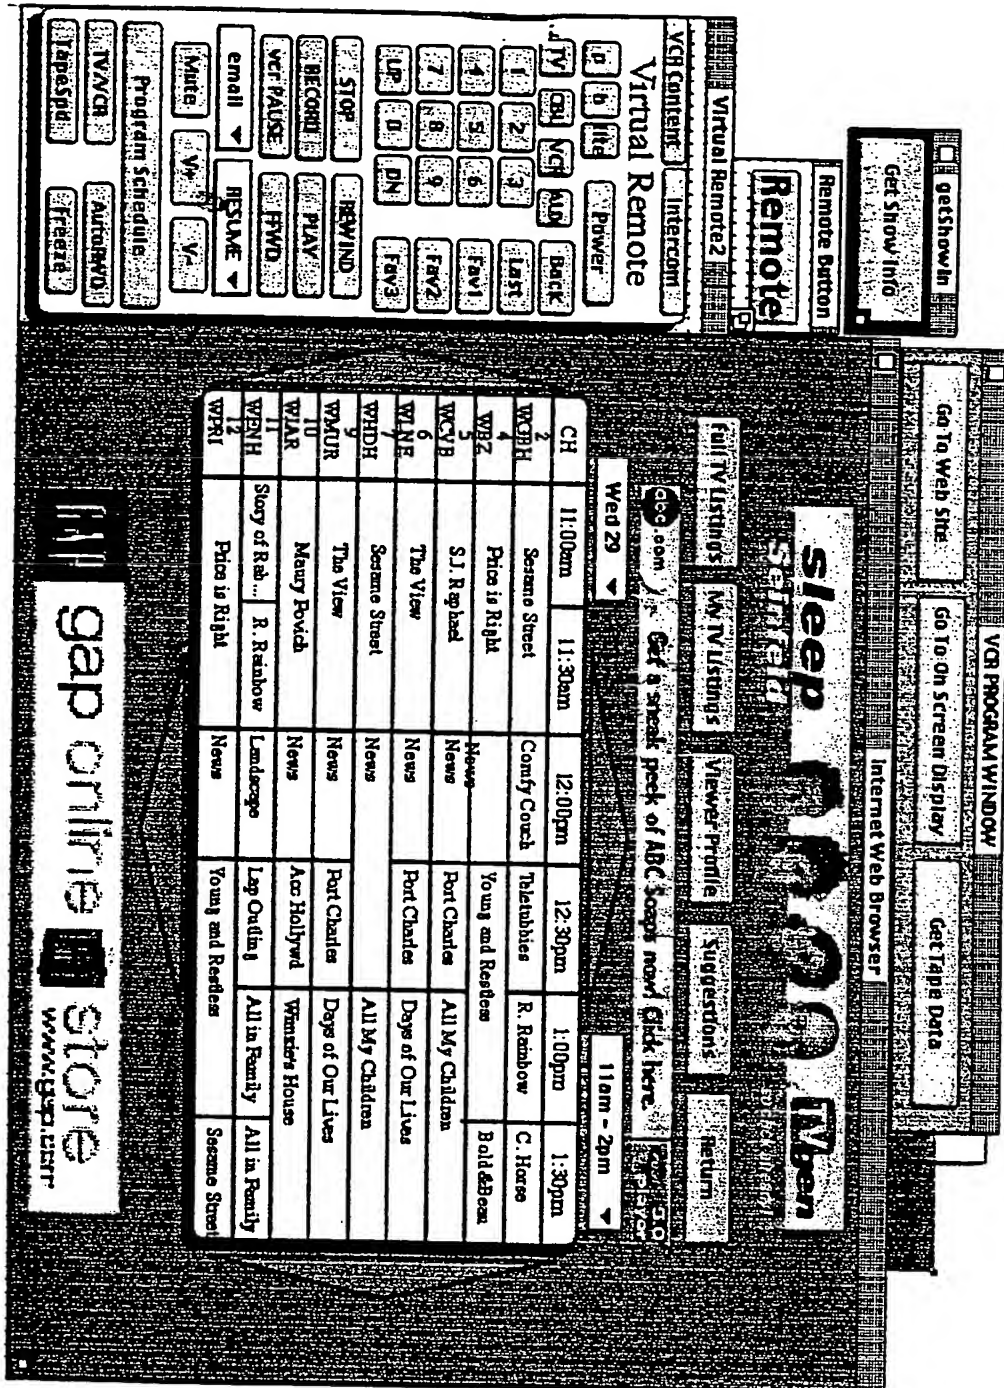 getShowIn
Get Show Info
Remote Button
Remote
Virtual Remote2
VCR Content Intercom
Virtual Remote
p b lite Power
TV CBL VCR AUX Back
1 2 3 Last
4 5 6 Fav1
7 8 9 Fav2
UP 0 DN Fav3
STOP REWIND
RECORD PLAY
vcr PAUSE FFWD
email RESUME
Mute V+ V-
Program Schedule
TV/VCR AutoRWD
TapeSpd Freeze
VCR PROGRAM WINDOW
Go To Web Site Go To On Screen Display Get Tape Data
Internet Web Browser
sleep
TV
Full TV Listings My TV Listings Viewer Profile Suggestions Return
abc.com Get a sneak peek of ABC Soaps now! Click here.
Wed 29 11am - 2pm
CH 11:00am 11:30am 12:00pm 12:30pm 1:00pm 1:30pm
2 WGBH Sesame Street Comfy Couch Teletubbies R. Rainbow C. Horse
4 WBZ Price is Right News Young and Restless Bold&Beau
5 WCVB S.J. Raphael News Port Charles All My Children
6 WLNE The View News Port Charles Days of Our Lives
7 WHDH Sesame Street News All My Children
9 WMUR The View News Port Charles Days of Our Lives
10 WJAR Maury Povich News Acc Hollywd Winnie's House
11 WENH Story of Rab... R. Rainbow Landscape Lap Quilting All in Family All in Family
12 WPRI Price is Right News Young and Restless Sesame Street
GAP gap online store
www.gap.com